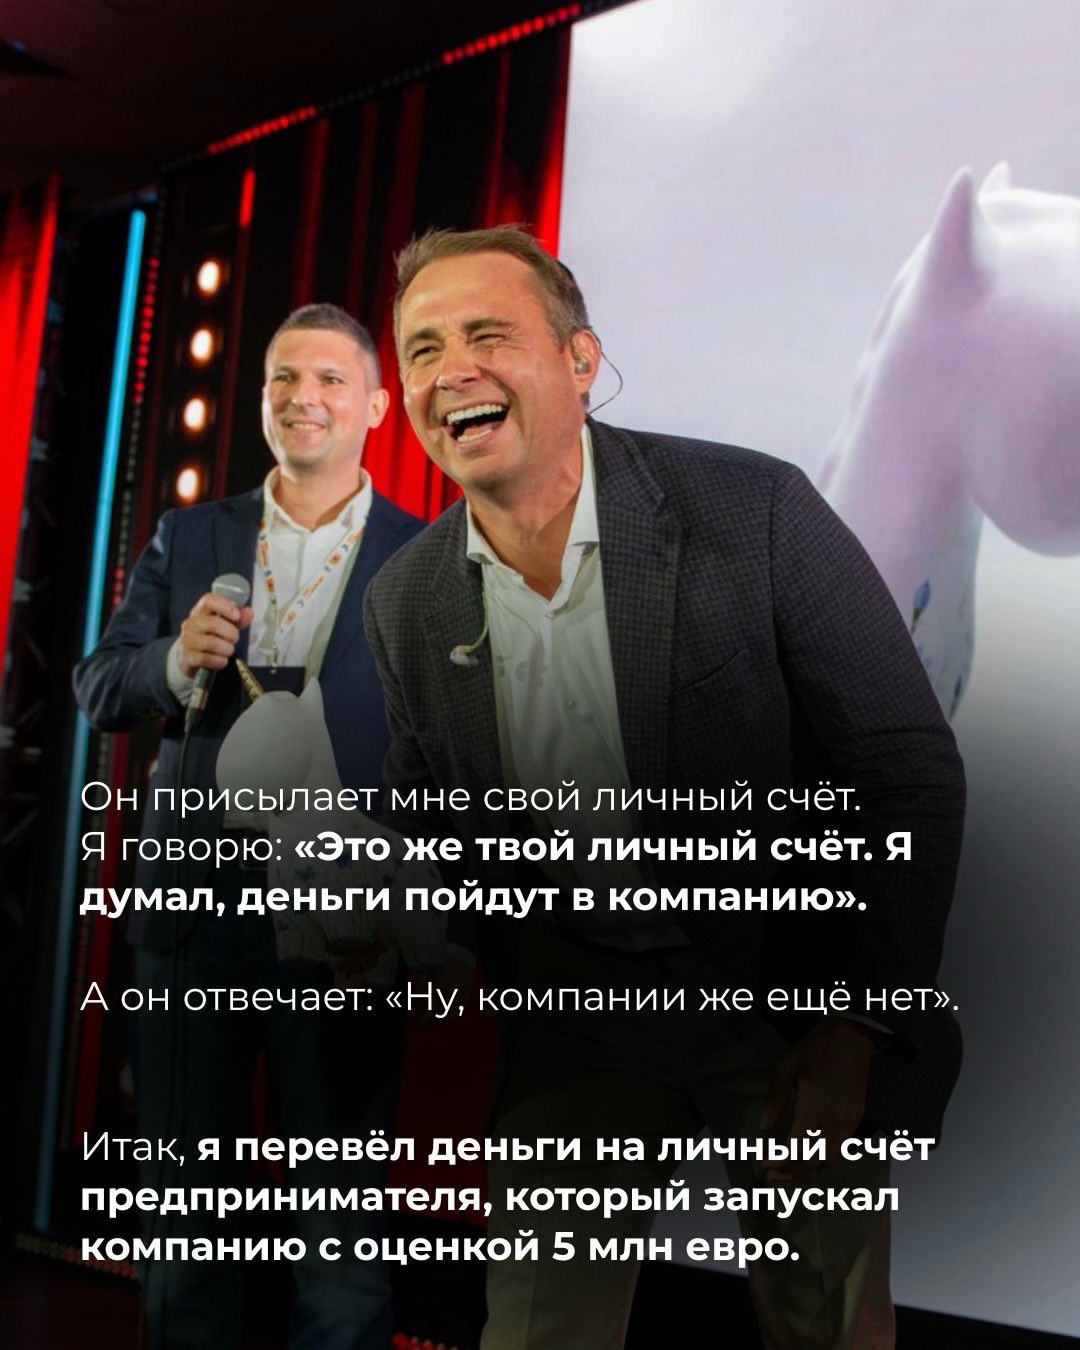 Он присылает мне свой личный счёт.
Я говорю: «Это же твой личный счёт. Я
думал, деньги пойдут в компанию».
А он отвечает: «Ну, компании же ещё нет».
Итак, я перевёл деньги на личный счёт
предпринимателя, который запускал
компанию с оценкой 5 млн евро.